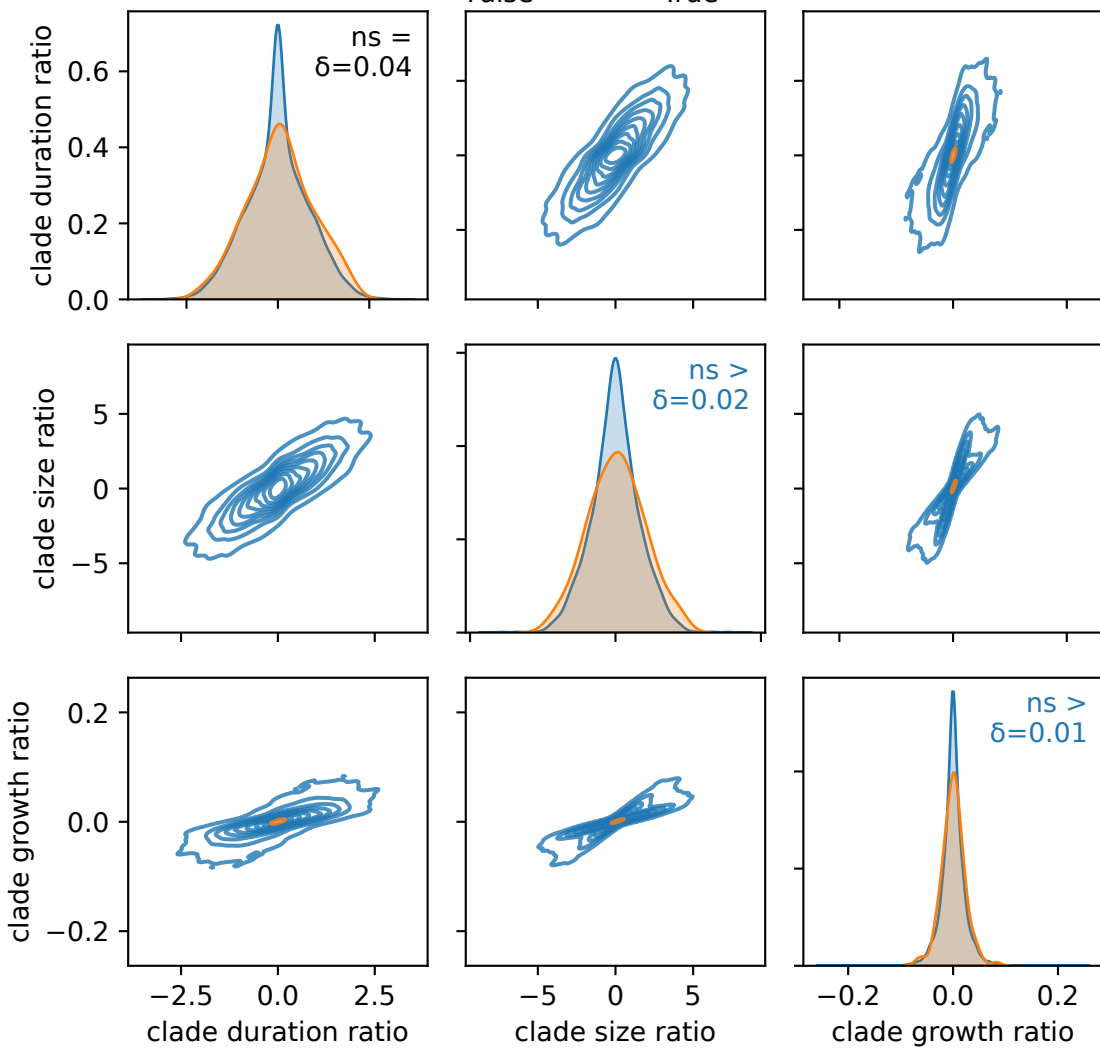 clade duration ratio
0.6
0.4
0.2
0.0
ns =
δ=0.04
clade size ratio
5
0
−5
ns >
δ=0.02
clade growth ratio
0.2
0.0
−0.2
ns >
δ=0.01
−2.5 0.0 2.5
−5 0 5
−0.2 0.0 0.2
clade duration ratio
clade size ratio
clade growth ratio